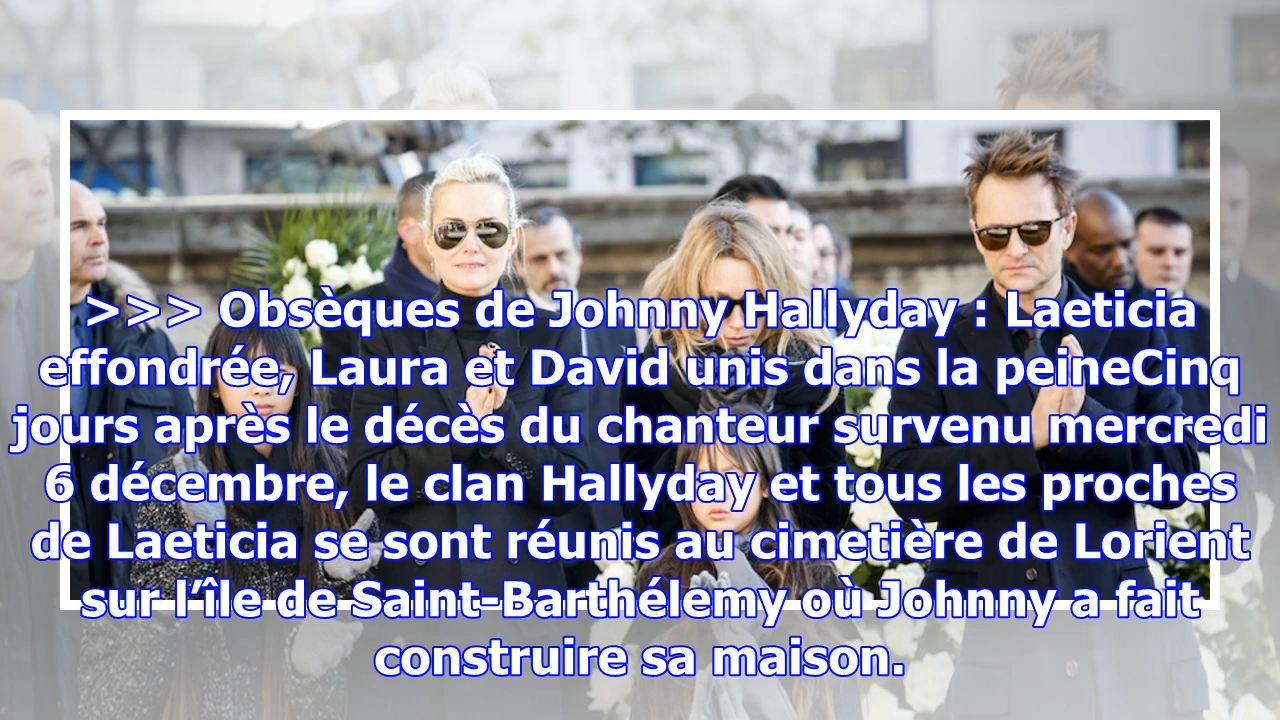 >>> Obsèques de Johnny Hallyday : Laeticia
effondrée, Laura et David unis dans la peineCinq
jours après le décès du chanteur survenu mercredi
6 décembre, le clan Hallyday et tous les proches
de Laeticia se sont réunis au cimetière de Lorient
sur l’île de Saint-Barthélemy où Johnny a fait
construire sa maison.